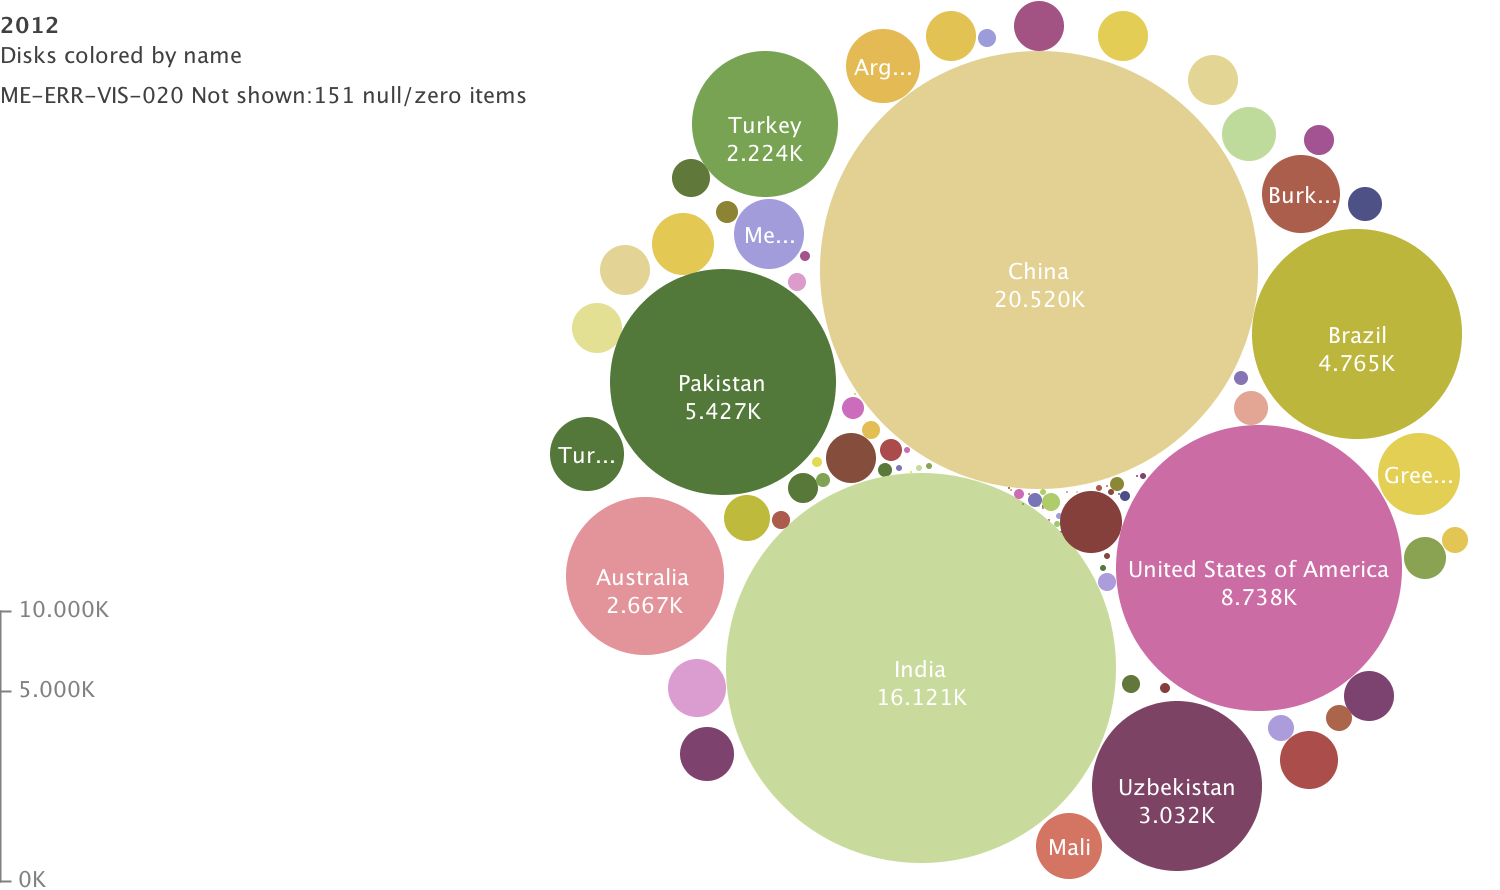 2012
Disks colored by name
ME-ERR-VIS-020 Not shown:151 null/zero items
Arg...
Turkey
2.224K
Burk...
Me...
China
20.520K
Brazil
4.765K
Pakistan
5.427K
Tur...
Gree...
Australia
2.667K
United States of America
8.738K
10.000K
India
16.121K
5.000K
Uzbekistan
3.032K
Mali
0K